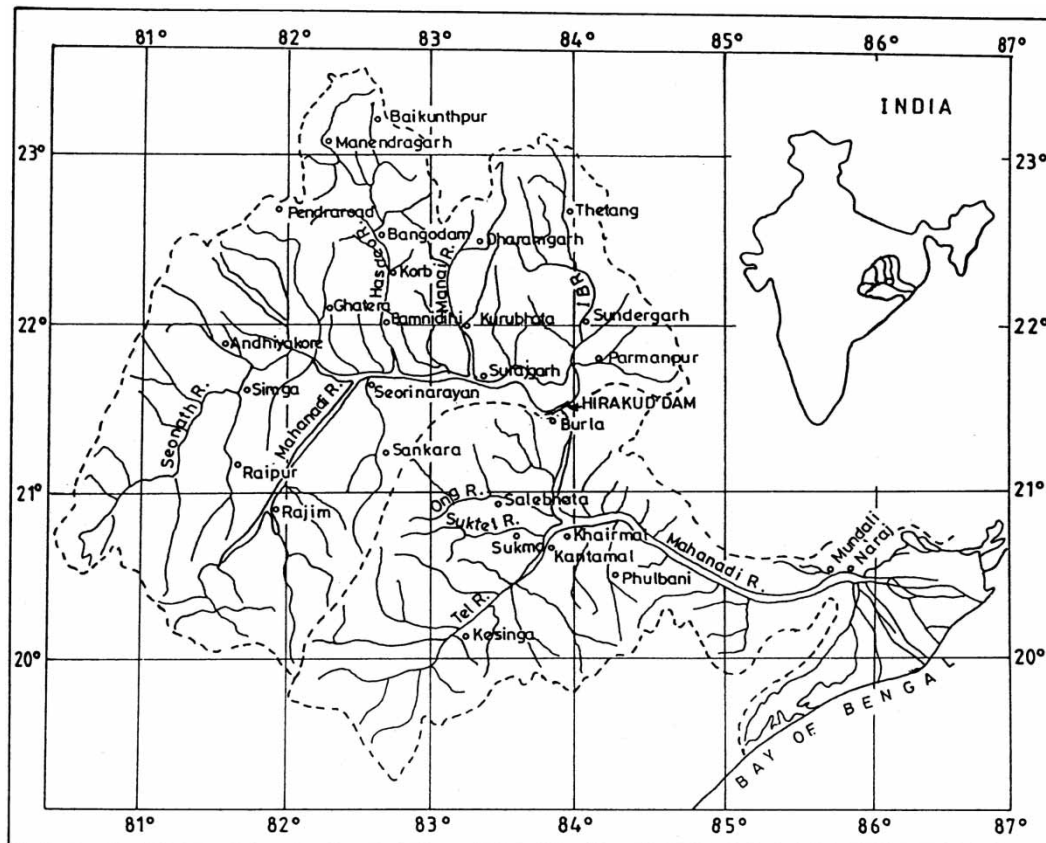 81° 82° 83° 84° 85° 86° 87°
INDIA
Baikunthpur
Manendragarh
23° 23°
Pendraroad
Thetang
Bangodam
Dharamgarh
Hasdeo R.
Korb
Manai R.
IBR.
Ghatera
Bamnidihi
Kurubhata
Sundergarh
22° 22°
Andhiyakore
Parmanpur
Surajgarh
Simga
Seorinarayan
HIRAKUD DAM
Burla
Seonath R.
Mahanadi R.
Sankara
Raipur
21° 21°
Ong R.
Salebhata
Rajim
Suktel R.
Sukma
Khairmal
Kantamal
Mahanadi R.
Mundali
Naraj
Phulbani
Tel R.
Kesinga
20° 20°
BAY OF BENGAL
81° 82° 83° 84° 85° 86° 87°